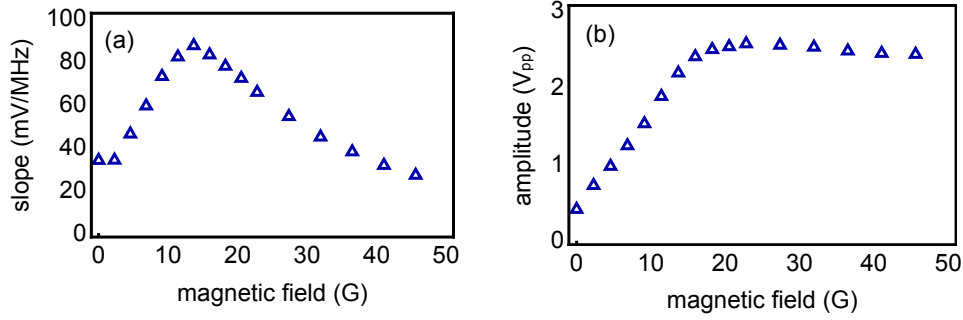 (a)
slope (mV/MHz)
100
80
60
40
20
0
0 10 20 30 40 50
magnetic field (G)
(b)
amplitude (Vpp)
3
2
1
0
0 10 20 30 40 50
magnetic field (G)